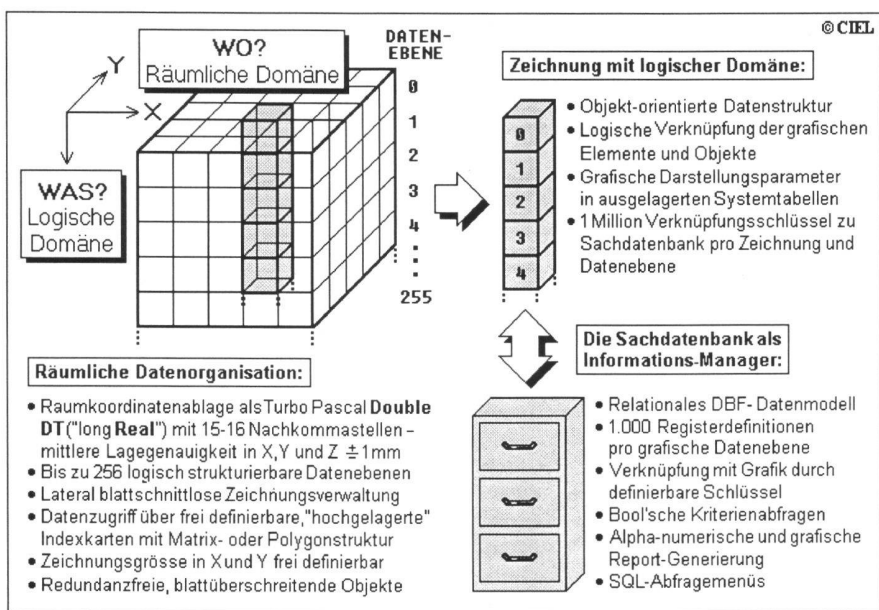 © CIEL
WO?
Räumliche Domäne
Y
X
WAS?
Logische
Domäne
DATEN-
EBENE
0
1
2
3
4
255
Zeichnung mit logischer Domäne:
0
1
2
3
4
• Objekt-orientierte Datenstruktur
• Logische Verknüpfung der grafischen
Elemente und Objekte
• Grafische Darstellungsparameter
in ausgelagerten Systemtabellen
• 1 Million Verknüpfungsschlüssel zu
Sachdatenbank pro Zeichnung und
Datenebene
Räumliche Datenorganisation:
• Raumkoordinatenablage als Turbo Pascal Double
DT("long Real") mit 15-16 Nachkommastellen –
mittlere Lagegenauigkeit in X,Y und Z ±1mm
• Bis zu 256 logisch strukturierbare Datenebenen
• Lateral blattschnittlose Zeichnungsverwaltung
• Datenzugriff über frei definierbare,"hochgelagerte"
Indexkarten mit Matrix- oder Polygonstruktur
• Zeichnungsgrösse in X und Y frei definierbar
• Redundanzfreie, blattüberschreitende Objekte
Die Sachdatenbank als
Informations-Manager:
• Relationales DBF-Datenmodell
• 1.000 Registerdefinitionen
pro grafische Datenebene
• Verknüpfung mit Grafik durch
definierbare Schlüssel
• Bool'sche Kriterienabfragen
• Alpha-numerische und grafische
Report-Generierung
• SQL-Abfragemenüs